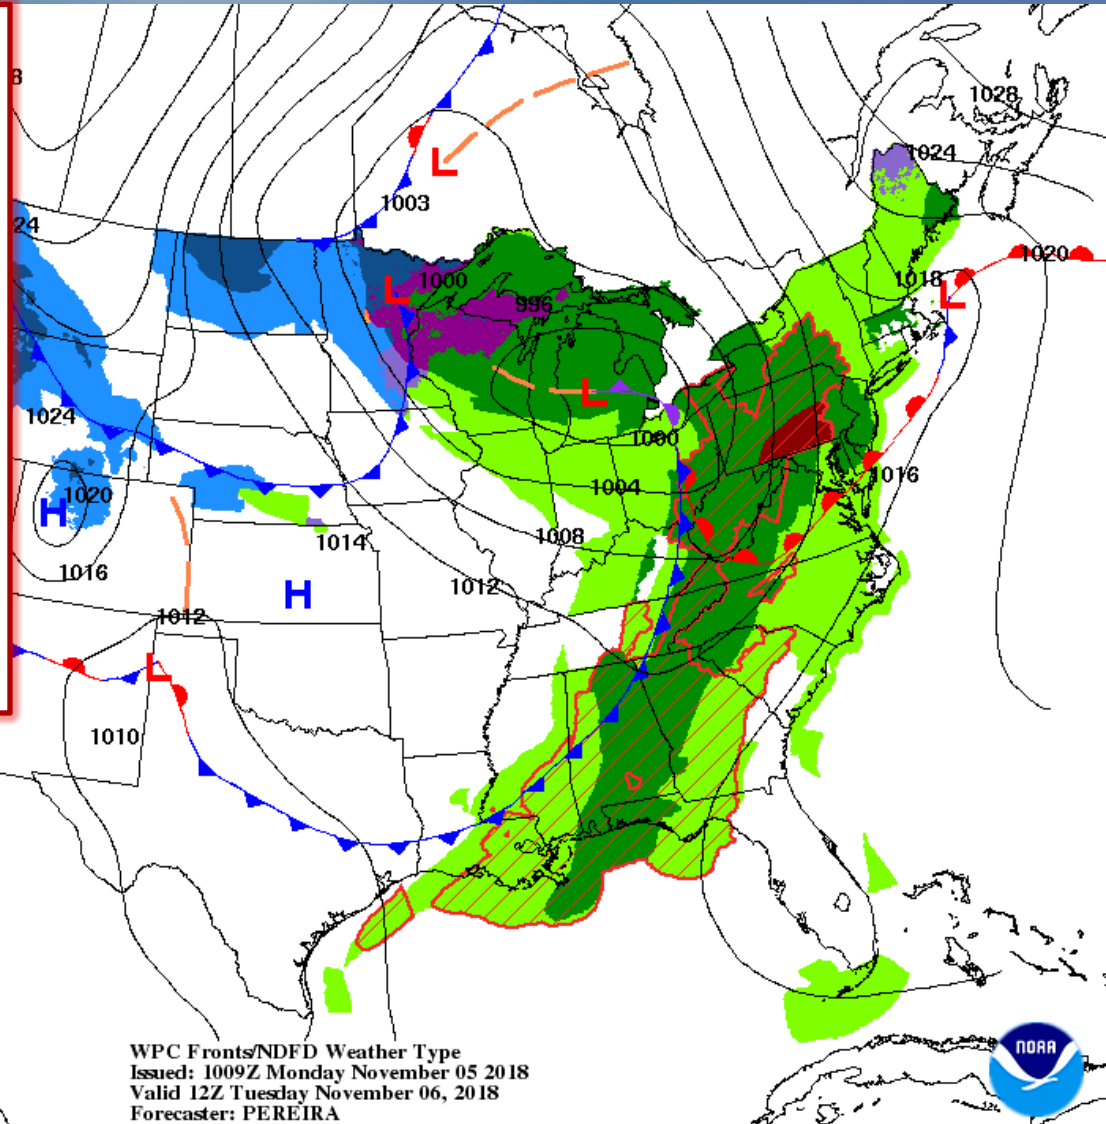 8
1028
1024
1003
24
1020
1018
1000
L
L
996
L
L
1024
1000
1016
1020
H
1004
1014
1008
1016
1012
H
1012
L
1010
WPC Fronts/NDFD Weather Type
Issued: 1009Z Monday November 05 2018
Valid 12Z Tuesday November 06, 2018
Forecaster: PEREIRA
NOAA